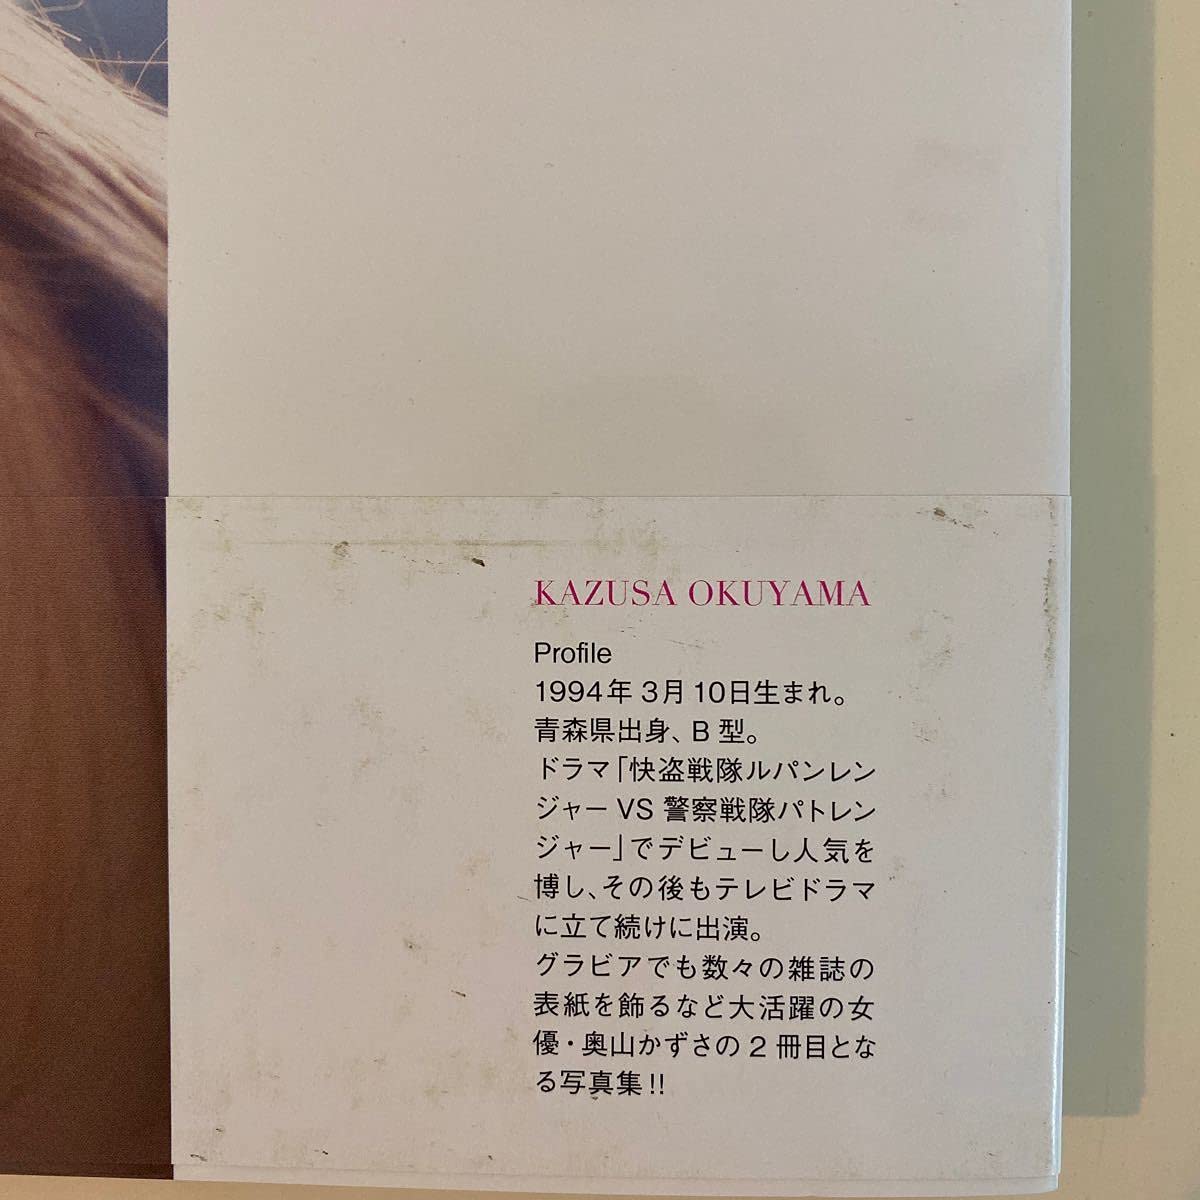 KAZUSA OKUYAMA
Profile
1994年 3月 10日生まれ。
青森県出身、B 型。
ドラマ「快盗戦隊ルパンレン
ジャー VS 警察戦隊パトレン
ジャー」でデビューし人気を
博し、その後もテレビドラマ
に立て続けに出演。
グラビアでも数々の雑誌の
表紙を飾るなど大活躍の女
優・奥山かずさの 2 冊目とな
る写真集!!